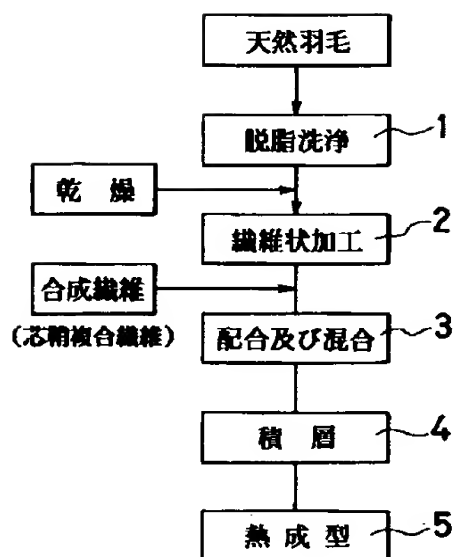 天然羽毛
脱脂洗浄
1
乾 燥
繊維状加工
2
合成繊維
(芯鞘複合繊維)
配合及び混合
3
積 層
4
熱 成 型
5